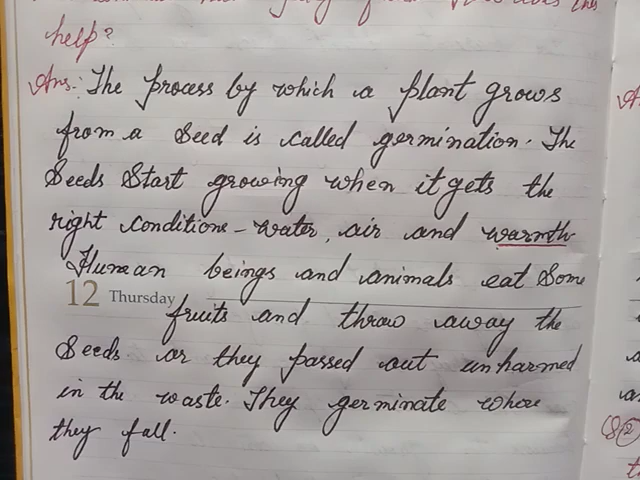 help?
Ans:- The process by which a plant grows
from a seed is called germination. The
Seeds Start growing when it gets the
right conditions - water, air and warmth.
Human beings and animals eat Some
12 Thursday
fruits and throw away the
Seeds or they passed out unharmed
in the waste. They germinate where
they fall.